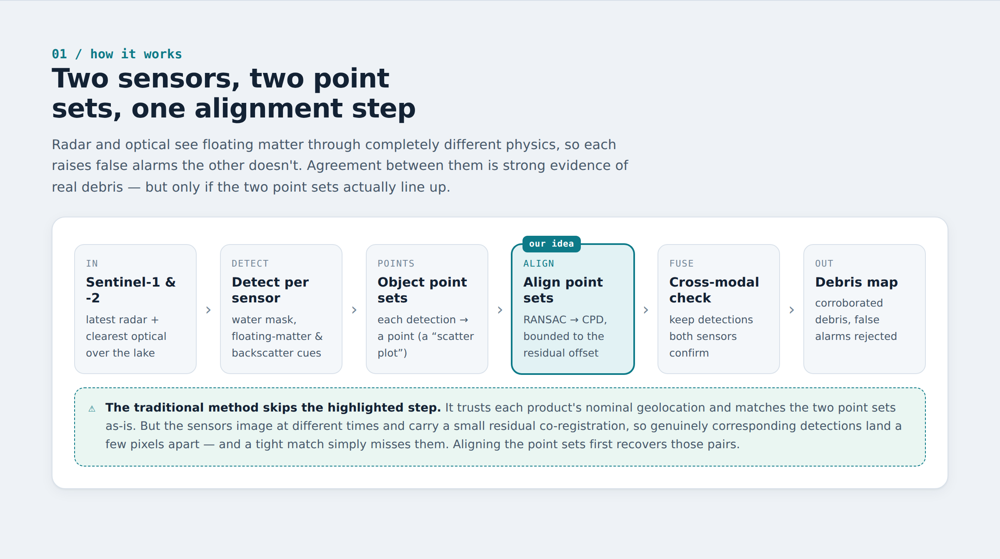 01 / how it works
Two sensors, two point
sets, one alignment step
Radar and optical see floating matter through completely different physics, so each
raises false alarms the other doesn't. Agreement between them is strong evidence of
real debris — but only if the two point sets actually line up.
IN
Sentinel-1 &
-2
latest radar +
clearest optical
over the lake
›
DETECT
Detect per
sensor
water mask,
floating-matter &
backscatter cues
›
POINTS
Object point
sets
each detection →
a point (a “scatter
plot”)
›
our idea
ALIGN
Align point
sets
RANSAC → CPD,
bounded to the
residual offset
›
FUSE
Cross-modal
check
keep detections
both sensors
confirm
›
OUT
Debris map
corroborated
debris, false
alarms rejected
⚠ The traditional method skips the highlighted step. It trusts each product's nominal geolocation and matches the two point sets
as-is. But the sensors image at different times and carry a small residual co-registration, so genuinely corresponding detections land a
few pixels apart — and a tight match simply misses them. Aligning the point sets first recovers those pairs.